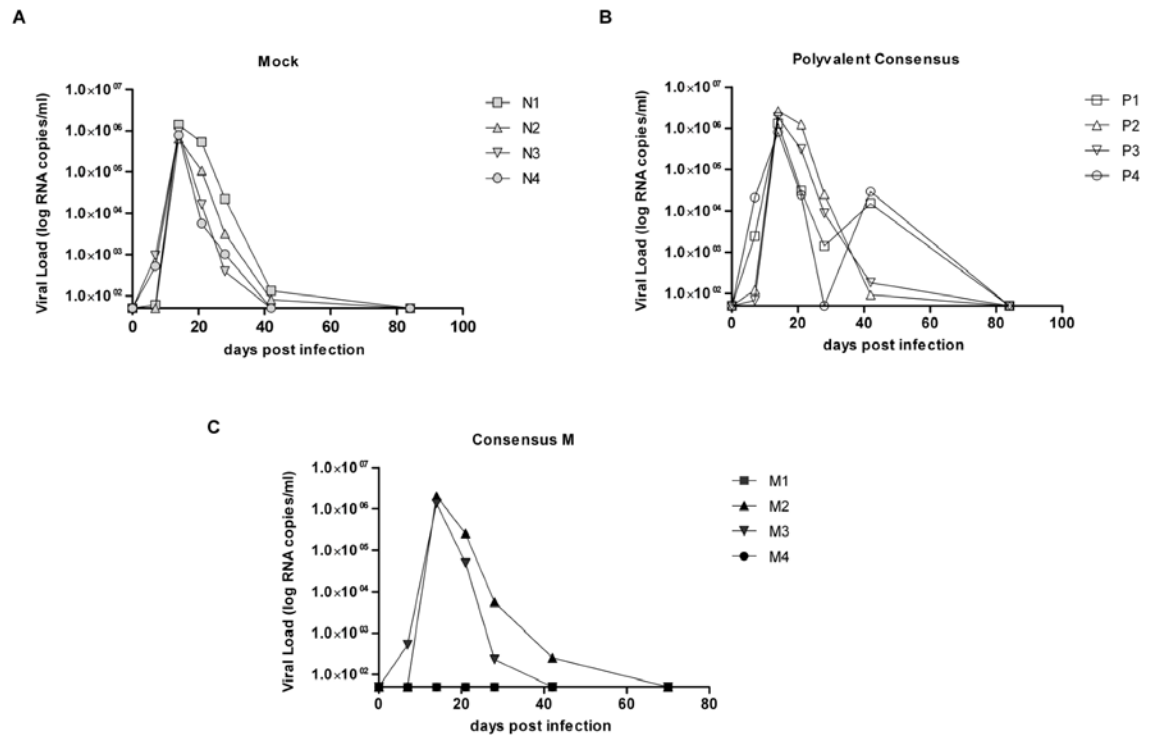 A
Mock
Viral Load (log RNA copies/ml)
1.0×10 07
1.0×10 06
1.0×10 05
1.0×10 04
1.0×10 03
1.0×10 02
0 20 40 60 80 100
days post infection
N1
N2
N3
N4
B
Polyvalent Consensus
Viral Load (log RNA copies/ml)
1.0×10 07
1.0×10 06
1.0×10 05
1.0×10 04
1.0×10 03
1.0×10 02
0 20 40 60 80 100
days post infection
P1
P2
P3
P4
C
Consensus M
Viral Load (log RNA copies/ml)
1.0×10 07
1.0×10 06
1.0×10 05
1.0×10 04
1.0×10 03
1.0×10 02
0 20 40 60 80
days post infection
M1
M2
M3
M4